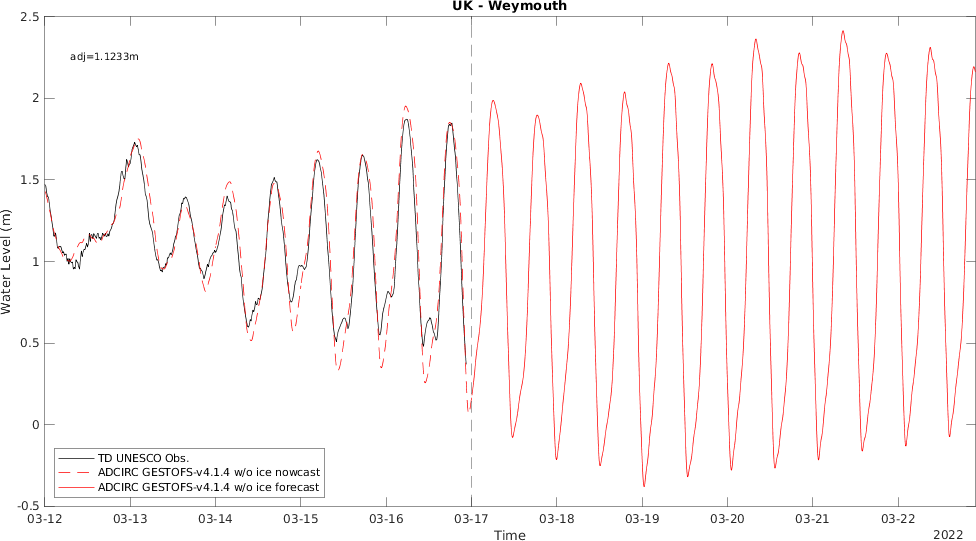 UK - Weymouth
adj=1.1233m
2.5
2
1.5
1
0.5
0
-0.5
Water Level (m)
TD UNESCO Obs.
ADCIRC GESTOFS-v4.1.4 w/o ice nowcast
ADCIRC GESTOFS-v4.1.4 w/o ice forecast
03-12 03-13 03-14 03-15 03-16 03-17 03-18 03-19 03-20 03-21 03-22
Time
2022